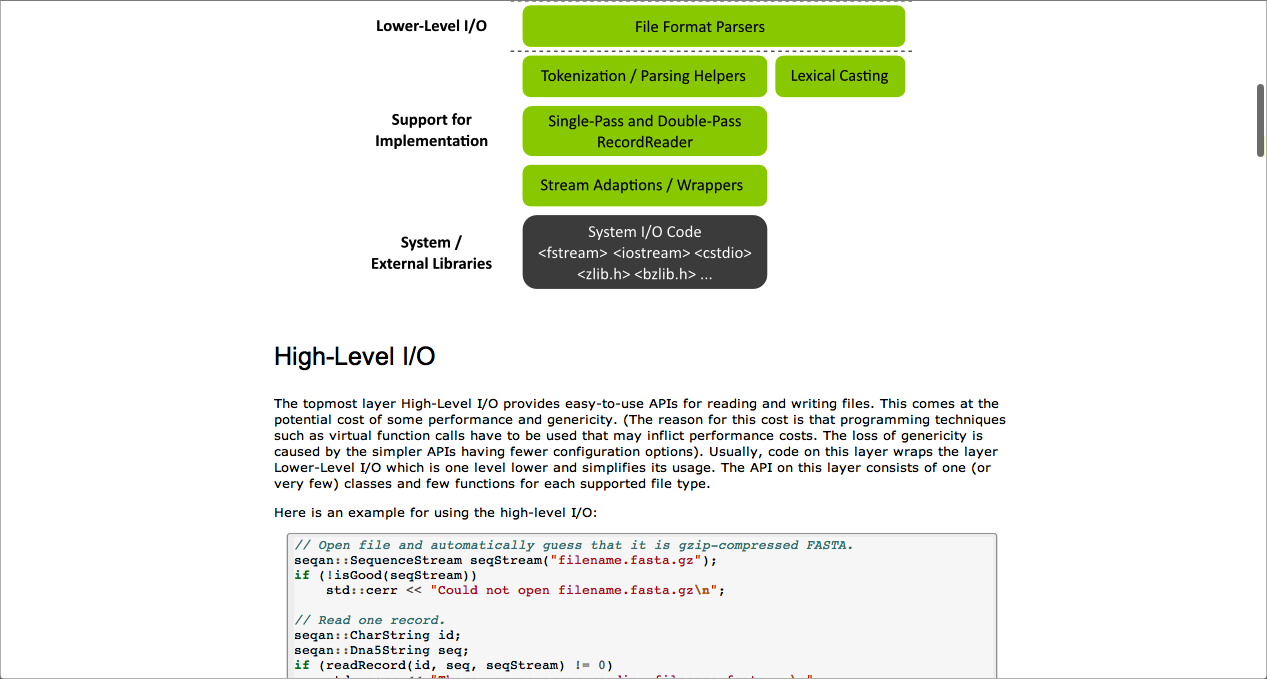 Lower-Level I/O
File Format Parsers
Tokenization / Parsing Helpers
Lexical Casting
Support for
Implementation
Single-Pass and Double-Pass
RecordReader
Stream Adaptions / Wrappers
System /
External Libraries
System I/O Code
<fstream> <iostream> <cstdio>
<zlib.h> <bzlib.h> ...
High-Level I/O
The topmost layer High-Level I/O provides easy-to-use APIs for reading and writing files. This comes at the
potential cost of some performance and genericity. (The reason for this cost is that programming techniques
such as virtual function calls have to be used that may inflict performance costs. The loss of genericity is
caused by the simpler APIs having fewer configuration options). Usually, code on this layer wraps the layer
Lower-Level I/O which is one level lower and simplifies its usage. The API on this layer consists of one (or
very few) classes and few functions for each supported file type.
Here is an example for using the high-level I/O:
// Open file and automatically guess that it is gzip-compressed FASTA.
seqan::SequenceStream seqStream("filename.fasta.gz");
if (!isGood(seqStream))
    std::cerr << "Could not open filename.fasta.gz\n";
// Read one record.
seqan::CharString id;
seqan::Dna5String seq;
if (readRecord(id, seq, seqStream) != 0)